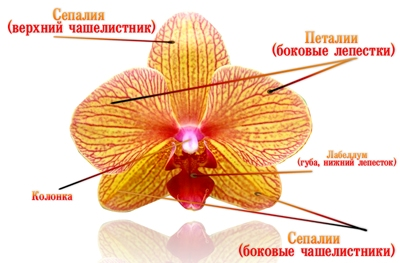 Сепалия
(верхний чашелистник)
Петалии
(боковые лепестки)
Лабеллум
(губа, нижний лепесток)
Колонка
Сепалии
(боковые чашелистники)